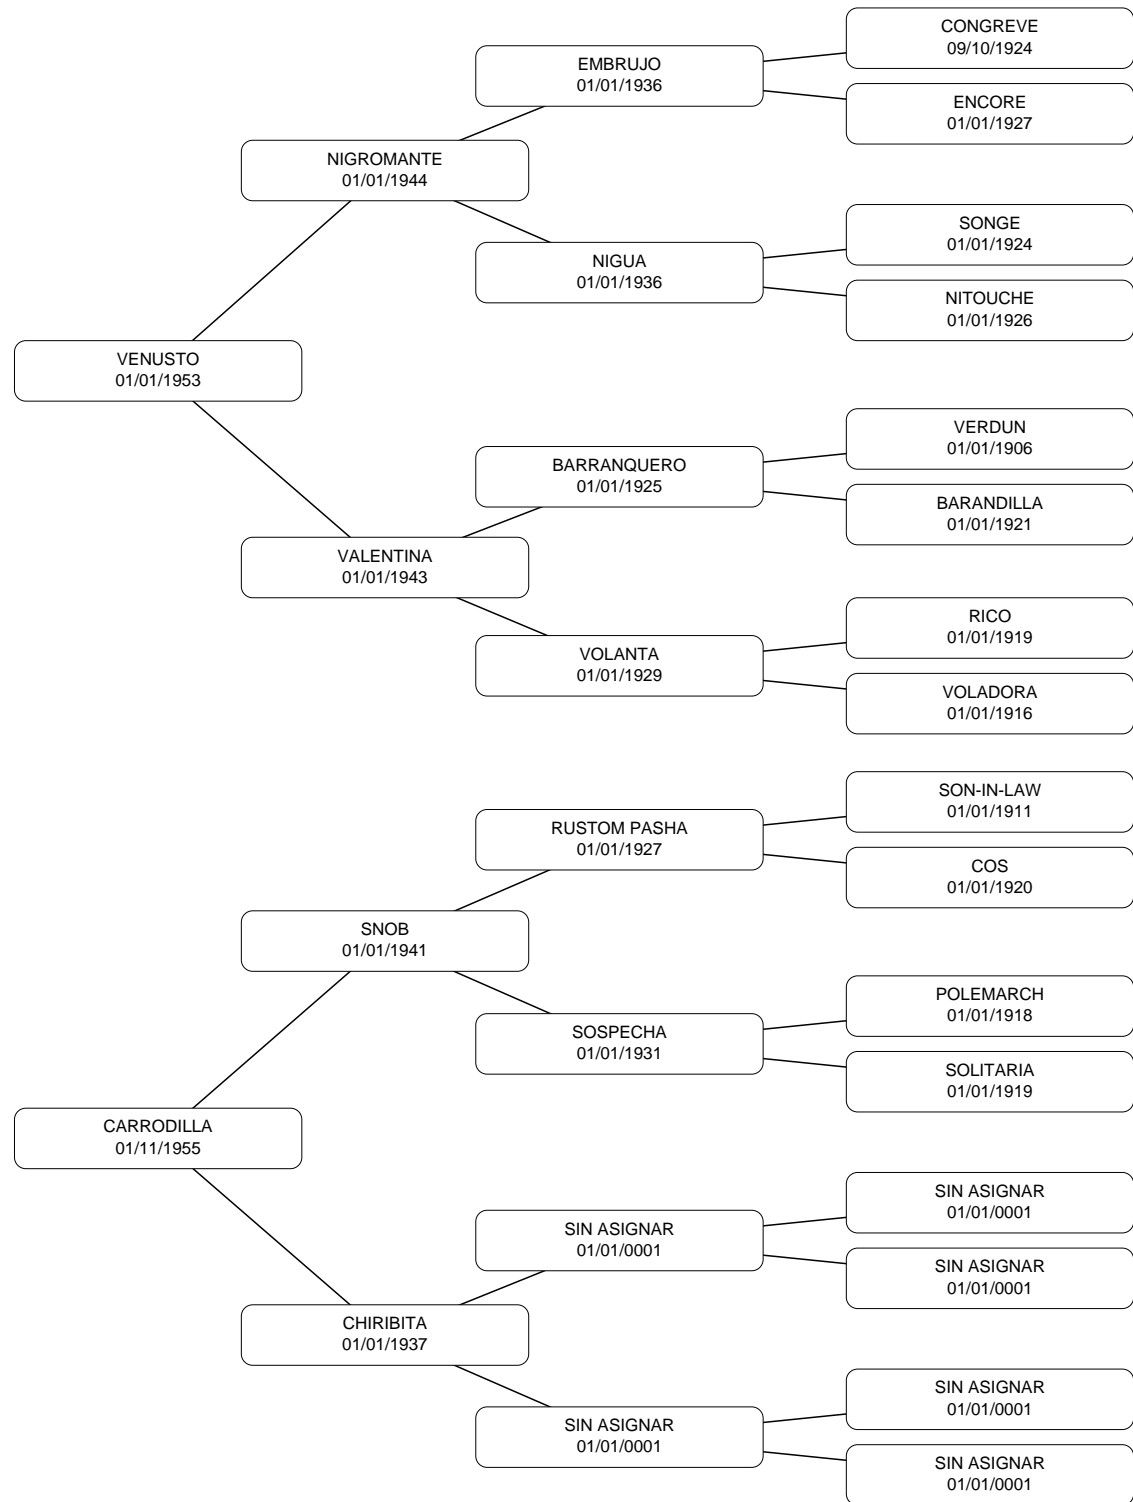 CONGREVE
09/10/1924
EMBRUJO
01/01/1936
ENCORE
01/01/1927
NIGROMANTE
01/01/1944
SONGE
01/01/1924
NIGUA
01/01/1936
NITOUCHE
01/01/1926
VENUSTO
01/01/1953
VERDUN
01/01/1906
BARRANQUERO
01/01/1925
BARANDILLA
01/01/1921
VALENTINA
01/01/1943
RICO
01/01/1919
VOLANTA
01/01/1929
VOLADORA
01/01/1916
SON-IN-LAW
01/01/1911
RUSTOM PASHA
01/01/1927
COS
01/01/1920
SNOB
01/01/1941
POLEMARCH
01/01/1918
SOSPECHA
01/01/1931
SOLITARIA
01/01/1919
CARRODILLA
01/11/1955
SIN ASIGNAR
01/01/0001
SIN ASIGNAR
01/01/0001
SIN ASIGNAR
01/01/0001
CHIRIBITA
01/01/1937
SIN ASIGNAR
01/01/0001
SIN ASIGNAR
01/01/0001
SIN ASIGNAR
01/01/0001